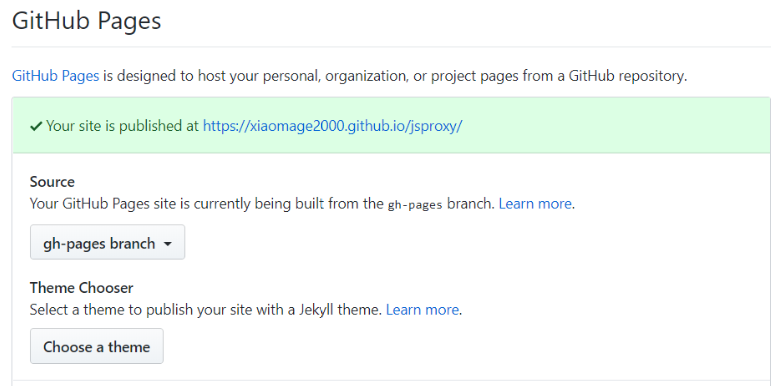 GitHub Pages
GitHub Pages is designed to host your personal, organization, or project pages from a GitHub repository.
✔ Your site is published at https://xiaomage2000.github.io/jsproxy/
Source
Your GitHub Pages site is currently being built from the gh-pages branch. Learn more.
gh-pages branch
Theme Chooser
Select a theme to publish your site with a Jekyll theme. Learn more.
Choose a theme